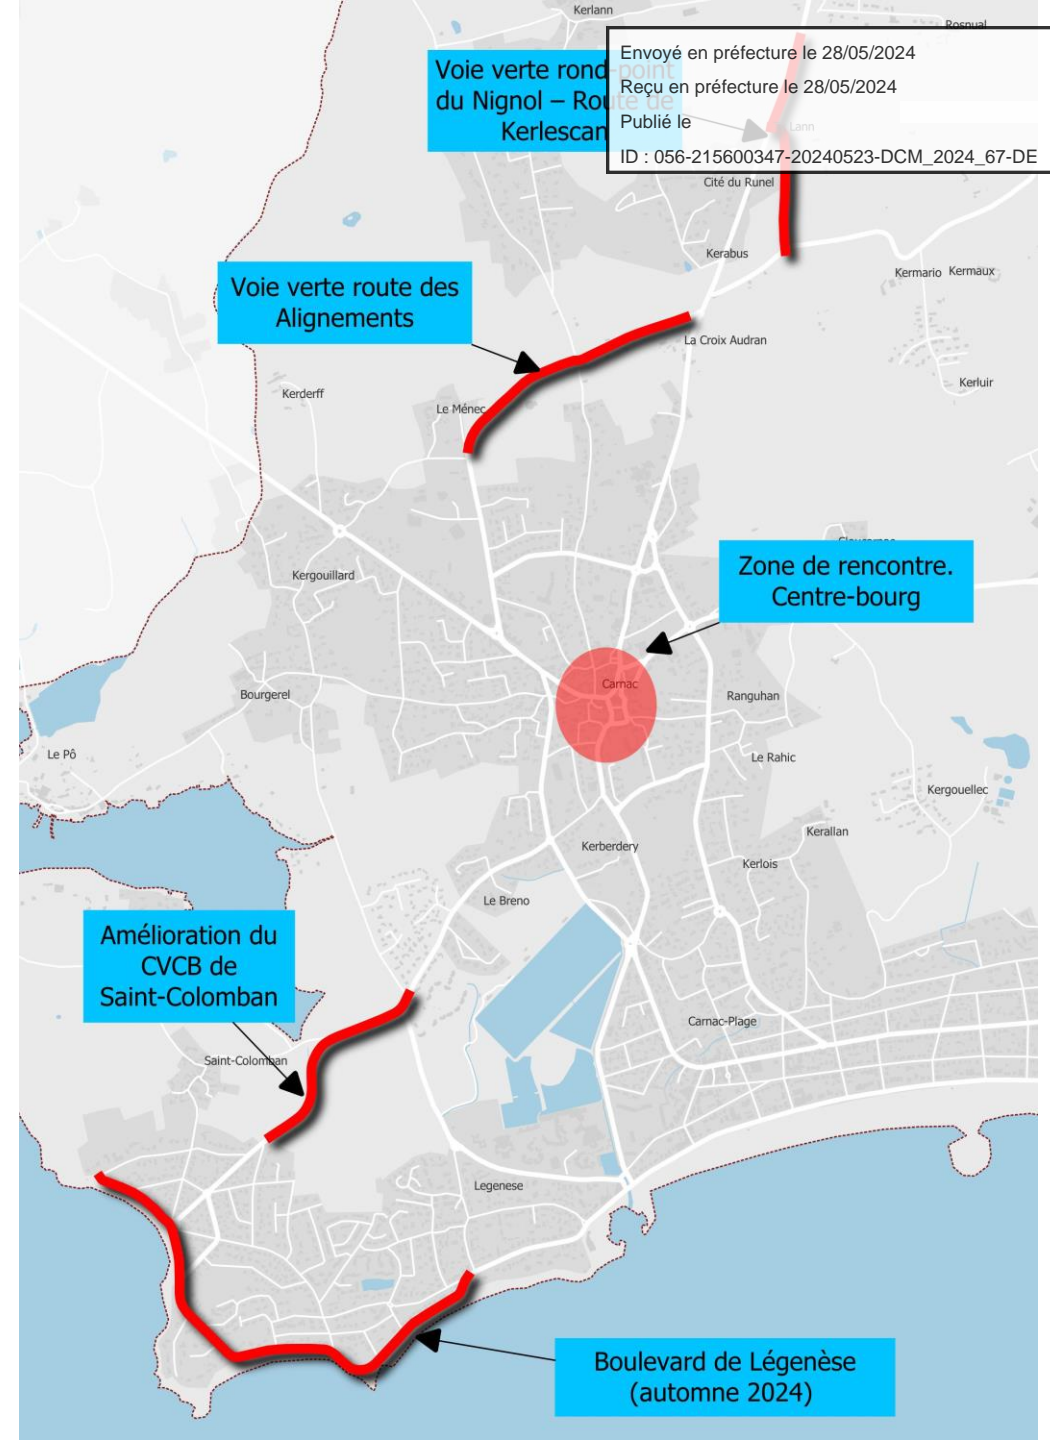 Kerlann
Rosnual
Envoyé en préfecture le 28/05/2024
Reçu en préfecture le 28/05/2024
Publié le
ID : 056-215600347-20240523-DCM_2024_67-DE
Voie verte rond-point
du Nignol – Route de
Kerlescan
Lann
Cité du Runel
Kerabus
Kermario
Kermaux
Voie verte route des
Alignements
La Croix Audran
Kerluir
Kerderff
Le Ménec
Zone de rencontre.
Centre-bourg
Kergouillard
Carnac
Bourgerel
Ranguhan
Le Pô
Le Rahic
Kergouellec
Kerallan
Kerberdery
Kerlois
Le Breno
Amélioration du
CVCB de
Saint-Colomban
Carnac-Plage
Saint-Colomban
Legenese
Boulevard de Légenèse
(automne 2024)